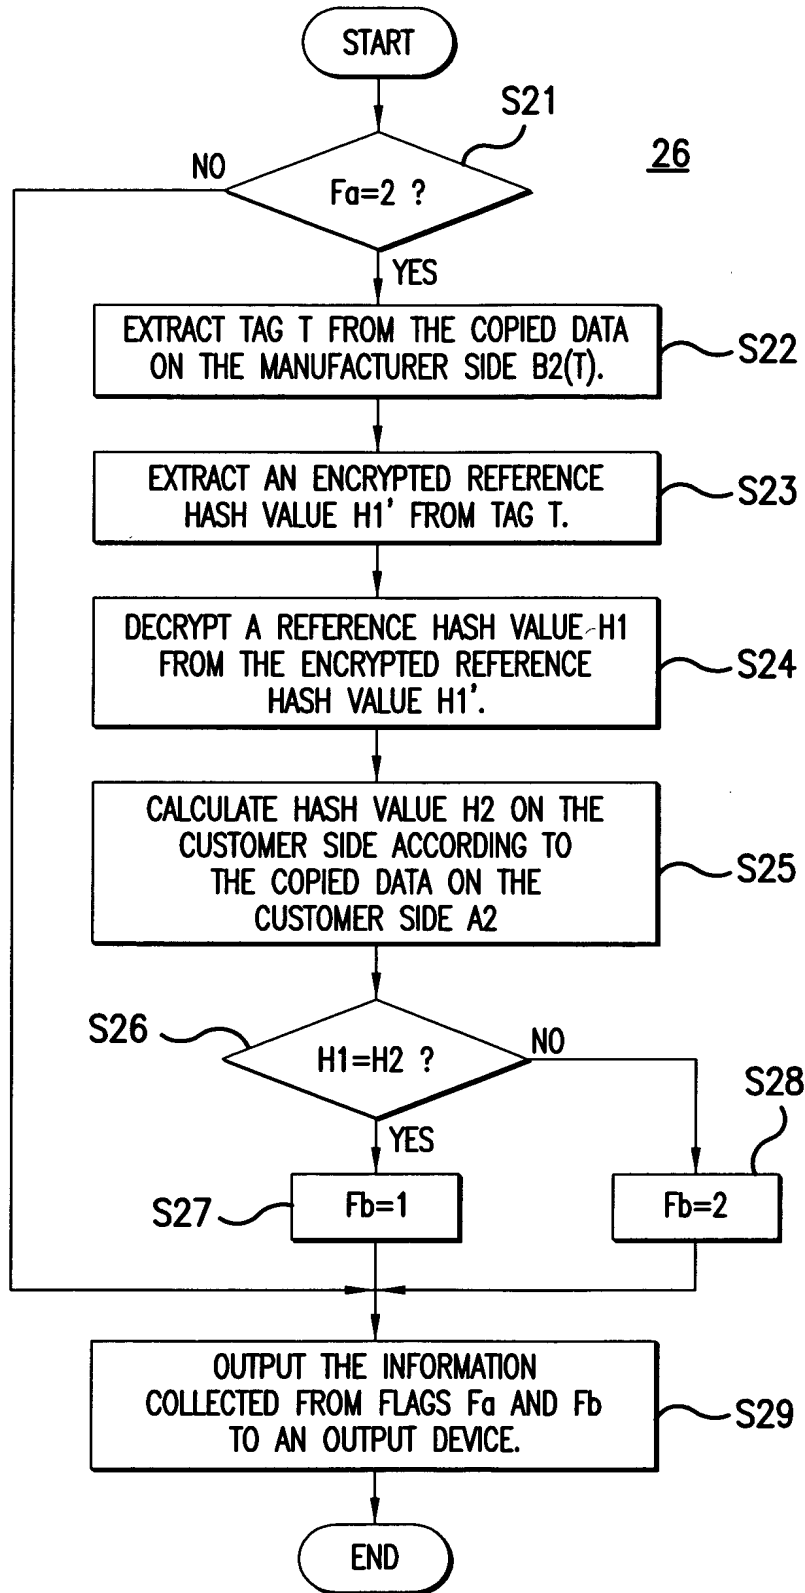 START
S21
26
NO
Fa=2 ?
YES
EXTRACT TAG T FROM THE COPIED DATA
ON THE MANUFACTURER SIDE B2(T).
S22
EXTRACT AN ENCRYPTED REFERENCE
HASH VALUE H1' FROM TAG T.
S23
DECRYPT A REFERENCE HASH VALUE H1
FROM THE ENCRYPTED REFERENCE
HASH VALUE H1'.
S24
CALCULATE HASH VALUE H2 ON THE
CUSTOMER SIDE ACCORDING TO
THE COPIED DATA ON THE
CUSTOMER SIDE A2
S25
S26
H1=H2 ?
NO
S28
YES
S27
Fb=1
Fb=2
OUTPUT THE INFORMATION
COLLECTED FROM FLAGS Fa AND Fb
TO AN OUTPUT DEVICE.
S29
END